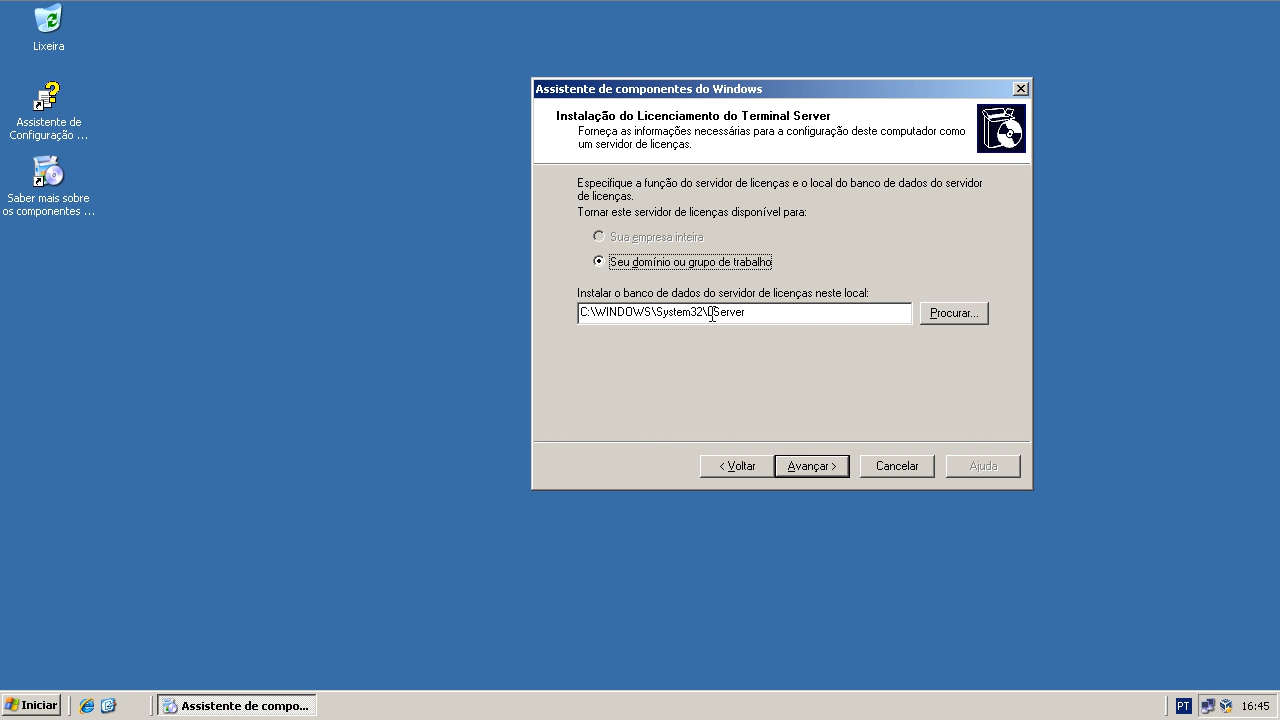 Lixeira
Assistente de
Configuração ...
Saber mais sobre
os componentes ...
Assistente de componentes do Windows
Instalação do Licenciamento do Terminal Server
Forneça as informações necessárias para a configuração deste computador como
um servidor de licenças.
Especifique a função do servidor de licenças e o local do banco de dados do servidor
de licenças.
Tornar este servidor de licenças disponível para:
Sua empresa inteira
Seu domínio ou grupo de trabalho
Instalar o banco de dados do servidor de licenças neste local:
C:\WINDOWS\System32\
Procurar...
< Voltar
Avançar >
Cancelar
Ajuda
Iniciar
Assistente de compo...
PT
16:45